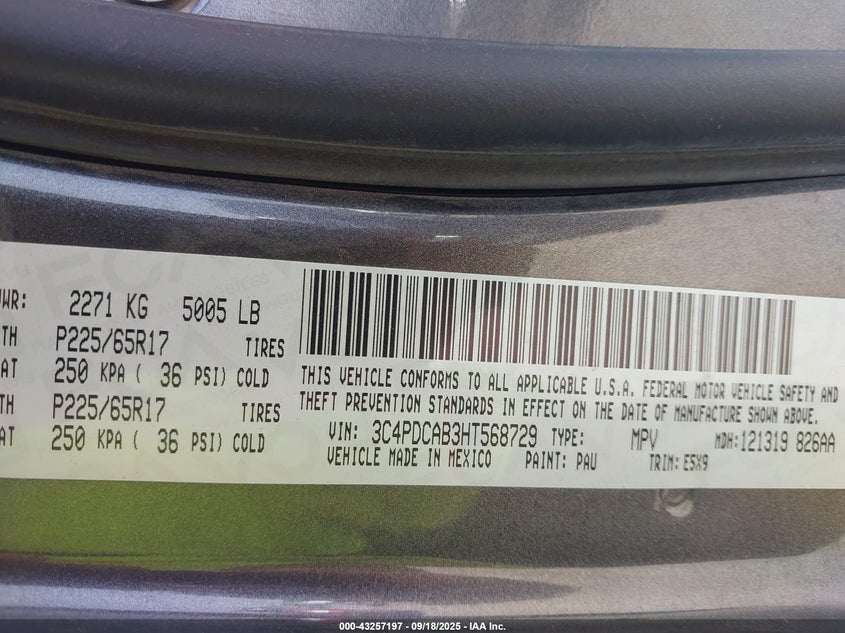 WR: 2271 KG 5005 LB
TH P225/65R17 TIRES
AT 250 KPA ( 36 PSI) COLD
TH P225/65R17 TIRES
AT 250 KPA ( 36 PSI) COLD
THIS VEHICLE CONFORMS TO ALL APPLICABLE U.S.A. FEDERAL MOTOR VEHICLE SAFETY AND
THEFT PREVENTION STANDARDS IN EFFECT ON THE DATE OF MANUFACTURE SHOWN ABOVE.
VIN: 3C4PDCAB3HT568729 TYPE: MPV MDH:121319 826AA
VEHICLE MADE IN MEXICO PAINT: PAU TRIM: E5X9
000-43257197 - 09/18/2025 - IAA Inc.